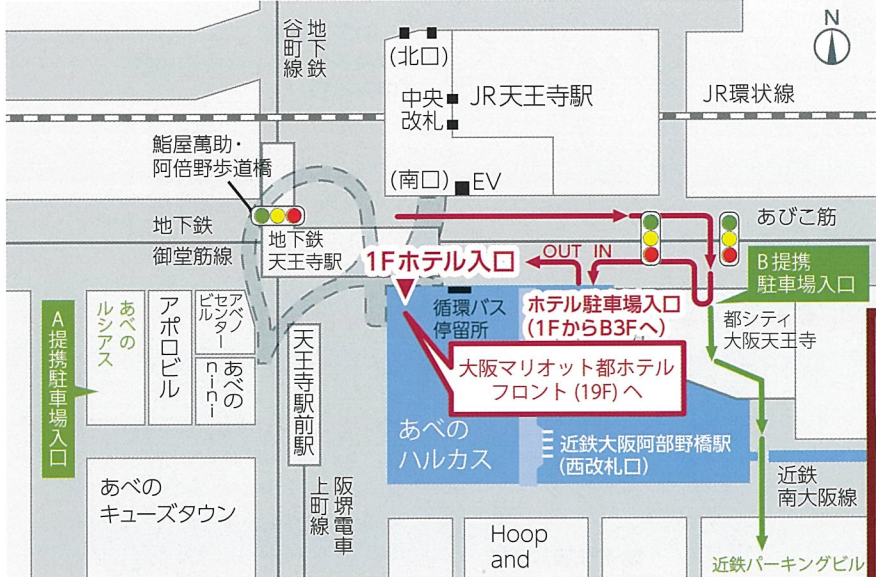 N
地下鉄
谷町線
(北口)
中央
改札
JR天王寺駅
JR環状線
鮨屋萬助・
阿倍野歩道橋
(南口)
EV
あびこ筋
地下鉄
御堂筋線
地下鉄
天王寺駅
1Fホテル入口
OUT IN
B提携
駐車場入口
循環バス
停留所
ホテル駐車場入口
(1FからB3Fへ)
都シティ
大阪天王寺
A提携駐車場入口
あべの
ルシアス
アポロビル
アベノ
センター
ビル
あべの
nini
天王寺駅前駅
大阪マリオット都ホテル
フロント(19F)へ
あべの
ハルカス
近鉄大阪阿部野橋駅
(西改札口)
近鉄
南大阪線
あべの
キューズタウン
阪堺電車
上町線
Hoop
and
近鉄パーキングビル